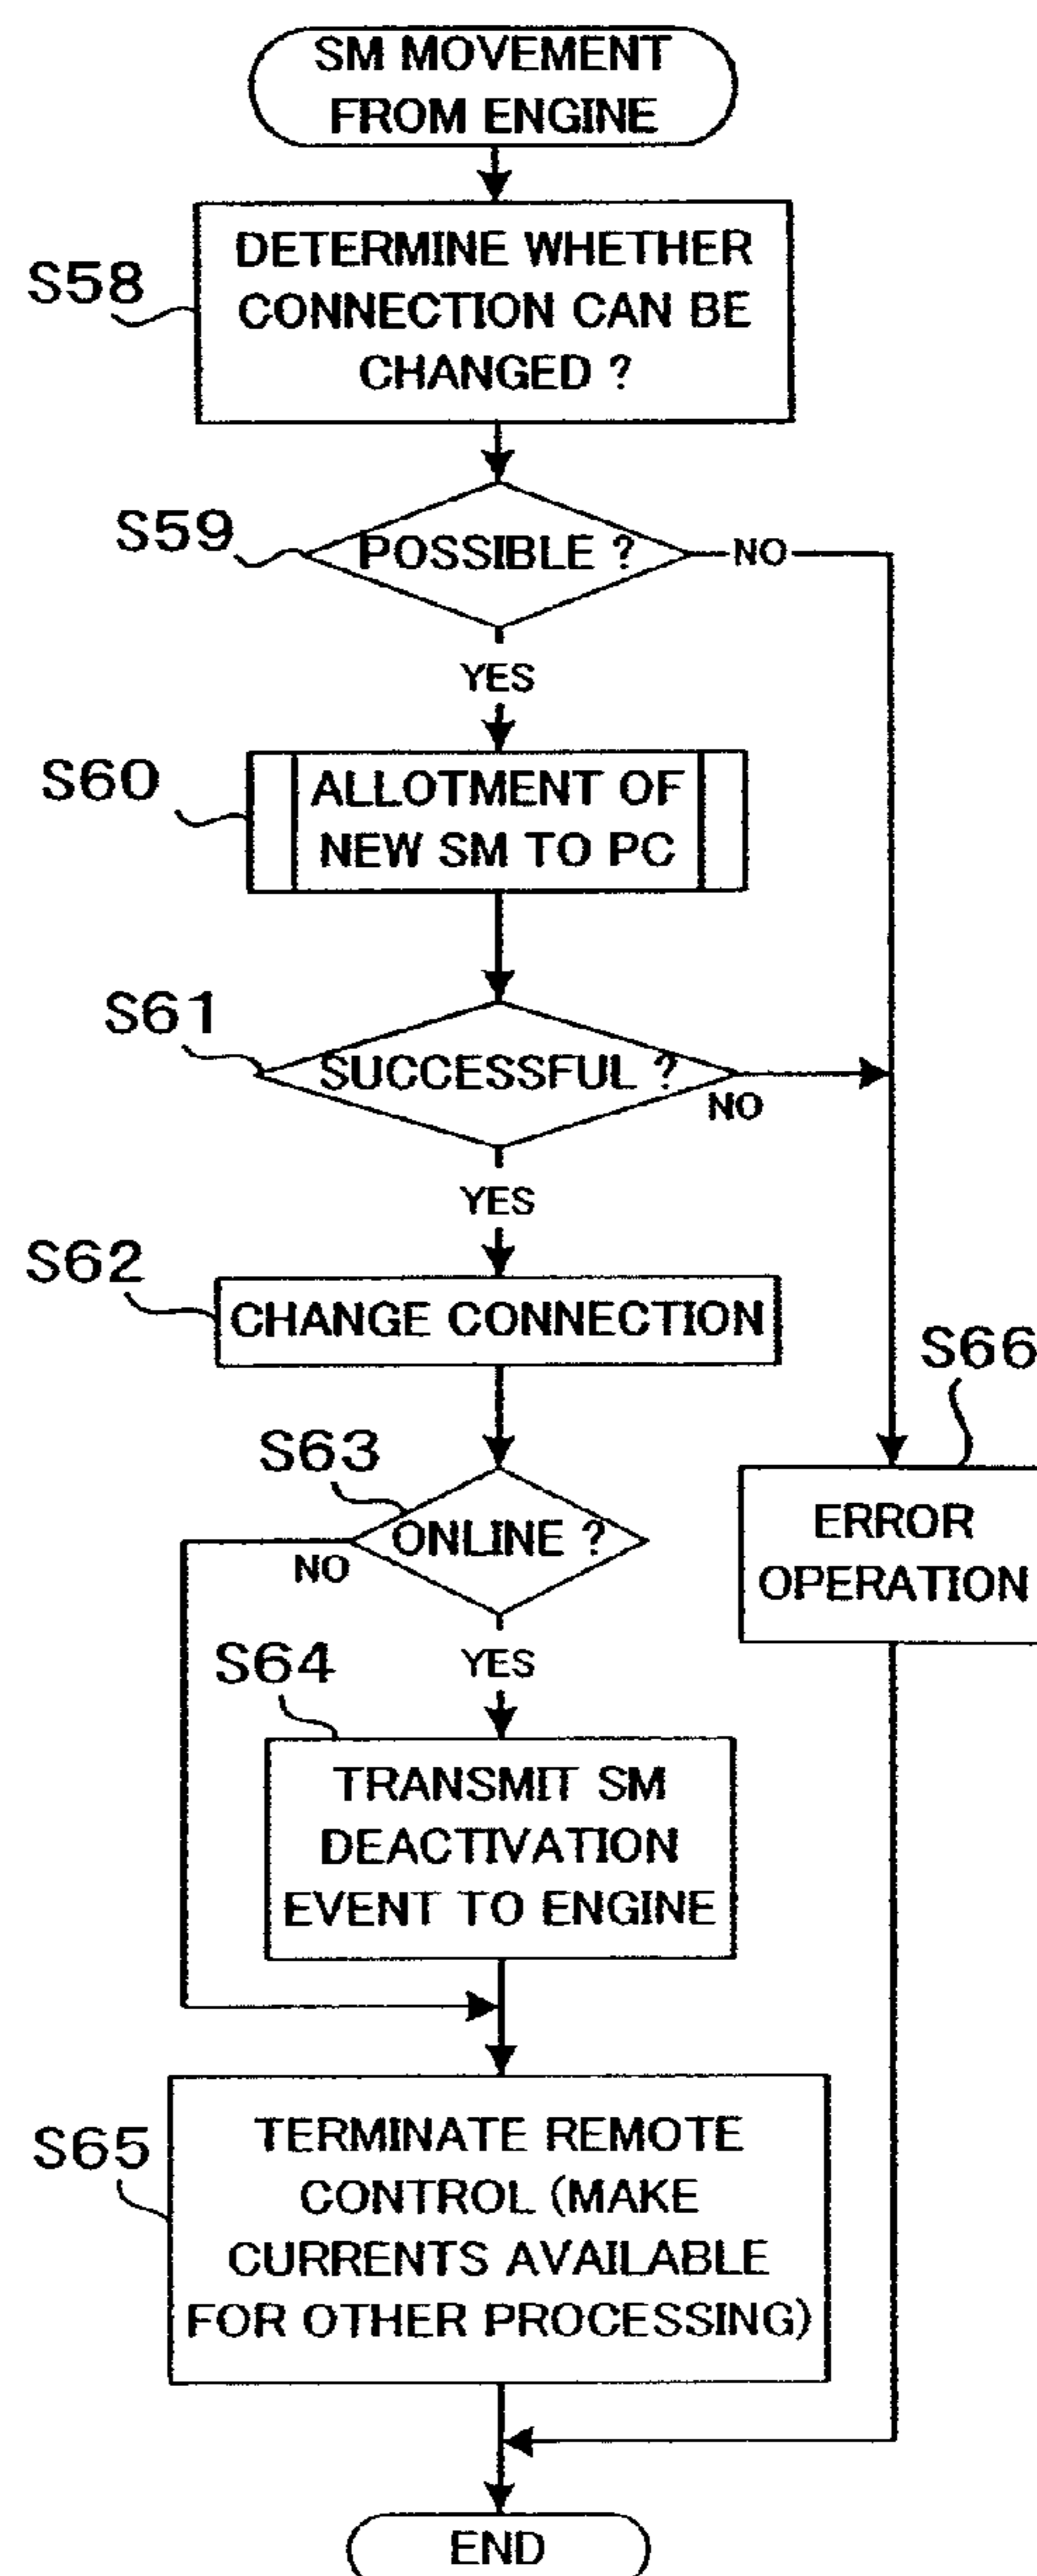 SM MOVEMENT
FROM ENGINE
S58
DETERMINE WHETHER
CONNECTION CAN BE
CHANGED ?
S59
POSSIBLE ?
NO
YES
S60
ALLOTMENT OF
NEW SM TO PC
S61
SUCCESSFUL ?
NO
YES
S62
CHANGE CONNECTION
S66
ERROR
OPERATION
S63
ONLINE ?
NO
YES
S64
TRANSMIT SM
DEACTIVATION
EVENT TO ENGINE
S65
TERMINATE REMOTE
CONTROL (MAKE
CURRENTS AVAILABLE
FOR OTHER PROCESSING)
END